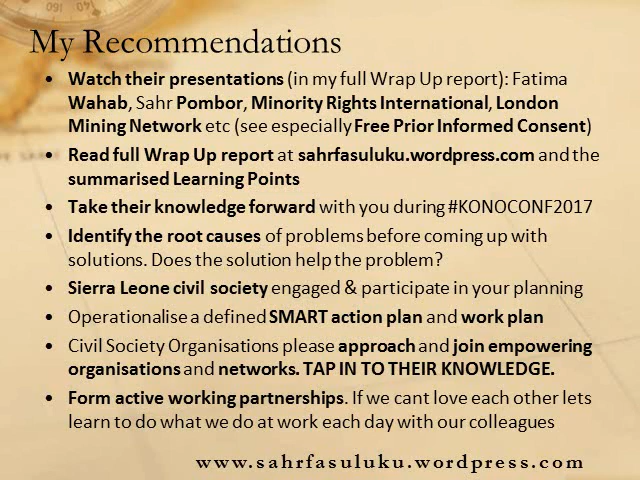 My Recommendations
• Watch their presentations (in my full Wrap Up report): Fatima
Wahab, Sahr Pombor, Minority Rights International, London
Mining Network etc (see especially Free Prior Informed Consent)
• Read full Wrap Up report at sahrfasuluku.wordpress.com and the
summarised Learning Points
• Take their knowledge forward with you during #KONOCONF2017
• Identify the root causes of problems before coming up with
solutions. Does the solution help the problem?
• Sierra Leone civil society engaged & participate in your planning
• Operationalise a defined SMART action plan and work plan
• Civil Society Organisations please approach and join empowering
organisations and networks. TAP IN TO THEIR KNOWLEDGE.
• Form active working partnerships. If we cant love each other lets
learn to do what we do at work each day with our colleagues
www.sahrfasuluku.wordpress.com